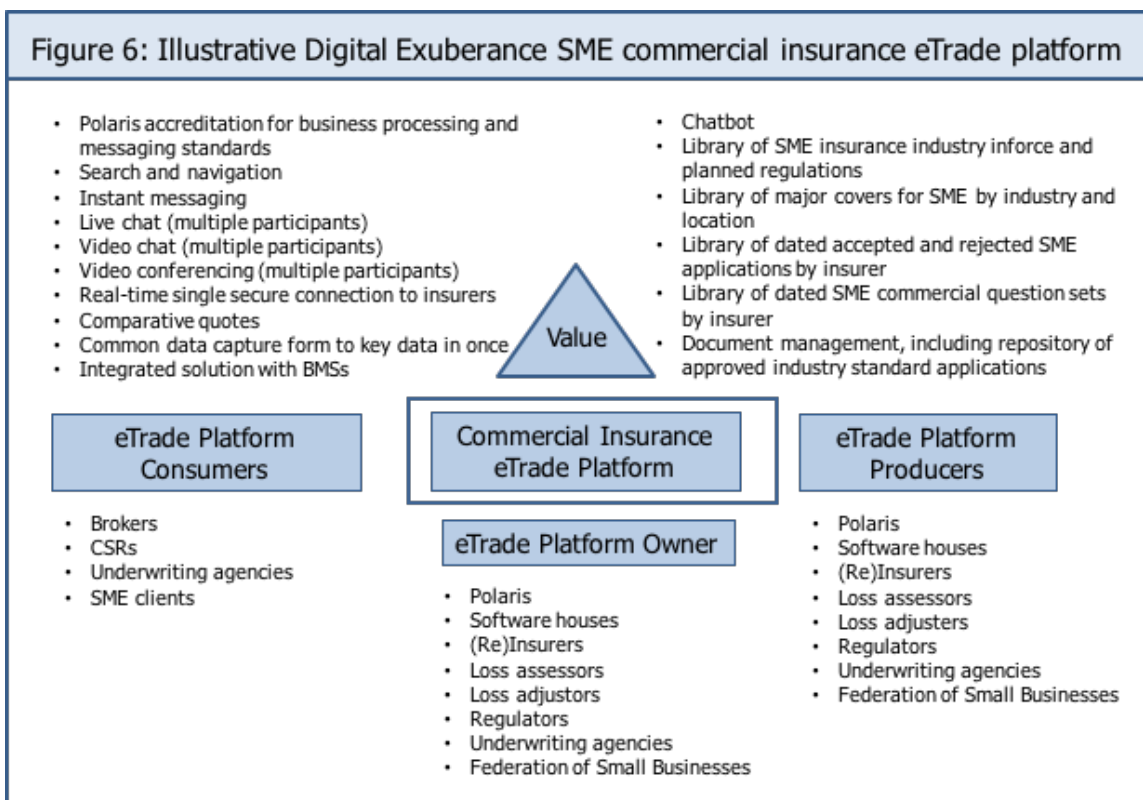 Figure 6: Illustrative Digital Exuberance SME commercial insurance eTrade platform
• Polaris accreditation for business processing and
messaging standards
• Search and navigation
• Instant messaging
• Live chat (multiple participants)
• Video chat (multiple participants)
• Video conferencing (multiple participants)
• Real-time single secure connection to insurers
• Comparative quotes
• Common data capture form to key data in once
• Integrated solution with BMSs
• Chatbot
• Library of SME insurance industry inforce and
planned regulations
• Library of major covers for SME by industry and
location
• Library of dated accepted and rejected SME
applications by insurer
• Library of dated SME commercial question sets
by insurer
• Document management, including repository of
approved industry standard applications
Value
eTrade Platform
Consumers
• Brokers
• CSRs
• Underwriting agencies
• SME clients
Commercial Insurance
eTrade Platform
eTrade Platform Owner
• Polaris
• Software houses
• (Re)Insurers
• Loss assessors
• Loss adjustors
• Regulators
• Underwriting agencies
• Federation of Small Businesses
eTrade Platform
Producers
• Polaris
• Software houses
• (Re)Insurers
• Loss assessors
• Loss adjusters
• Regulators
• Underwriting agencies
• Federation of Small Businesses